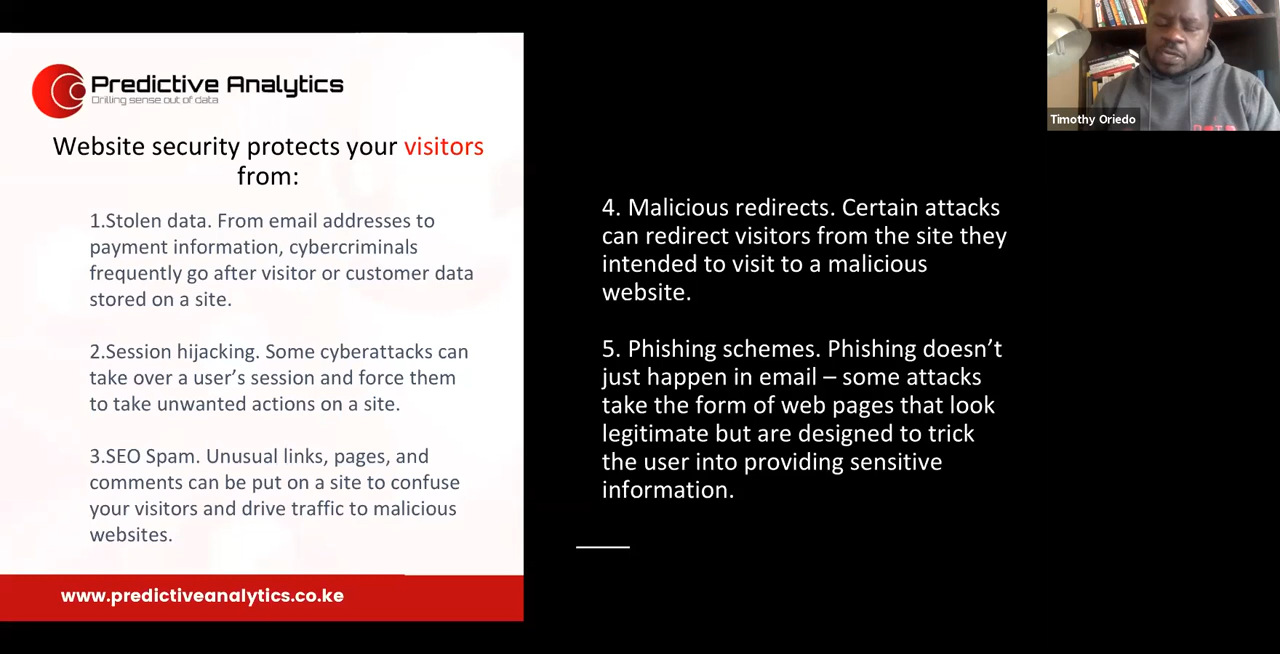 Predictive Analytics
Drilling sense out of data
Website security protects your visitors
from:
1.Stolen data. From email addresses to
payment information, cybercriminals
frequently go after visitor or customer data
stored on a site.
2.Session hijacking. Some cyberattacks can
take over a user’s session and force them
to take unwanted actions on a site.
3.SEO Spam. Unusual links, pages, and
comments can be put on a site to confuse
your visitors and drive traffic to malicious
websites.
www.predictiveanalytics.co.ke
4. Malicious redirects. Certain attacks
can redirect visitors from the site they
intended to visit to a malicious
website.
5. Phishing schemes. Phishing doesn’t
just happen in email – some attacks
take the form of web pages that look
legitimate but are designed to trick
the user into providing sensitive
information.
Timothy Oriedo